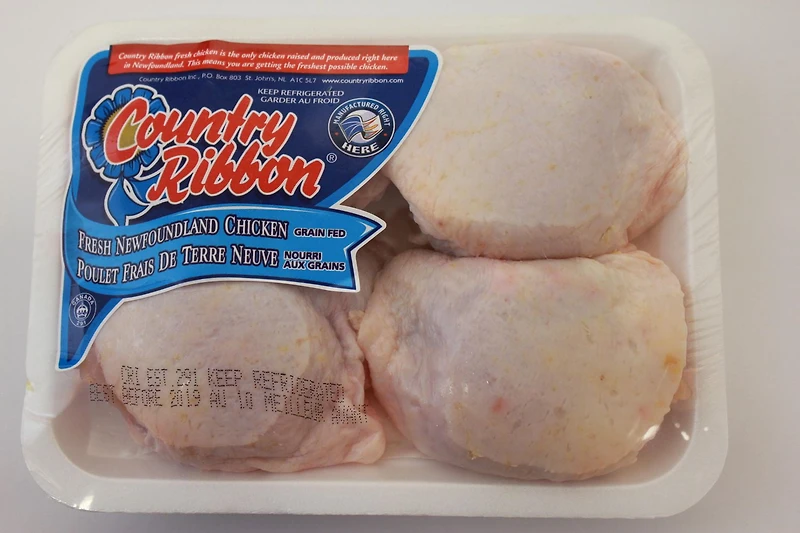 Country Ribbon fresh chicken is the only chicken raised and produced right here
in Newfoundland. This means you are getting the freshest possible chicken.
Country Ribbon Inc., P.O. Box 803 St. John's, NL A1C 5L7 www.countryribbon.com
KEEP REFRIGERATED
GARDER AU FROID
MANUFACTURED RIGHT
HERE
Country
Ribbon®
FRESH NEWFOUNDLAND CHICKEN GRAIN FED
POULET FRAIS DE TERRE NEUVE NOURRI
AUX GRAINS
CANADA
EST 291 KEEP REFRIGERATED
BEST BEFORE 2019 AU 10 MEILLEUR AVANT